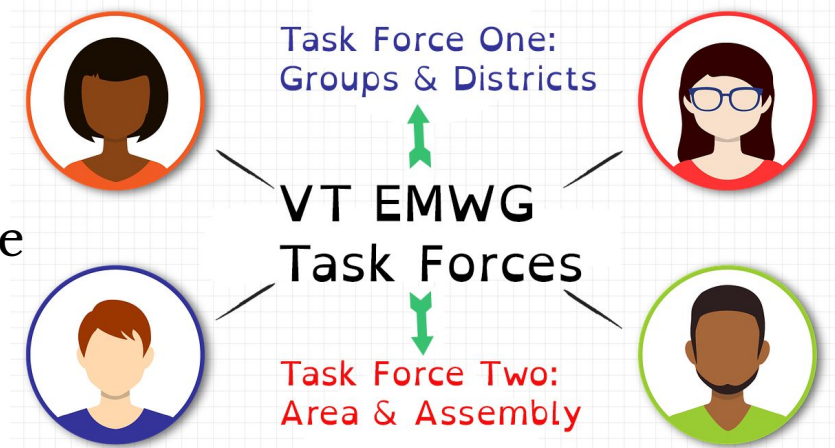 Task Force One:
Groups & Districts
VT EMWG
Task Forces
Task Force Two:
Area & Assembly
e